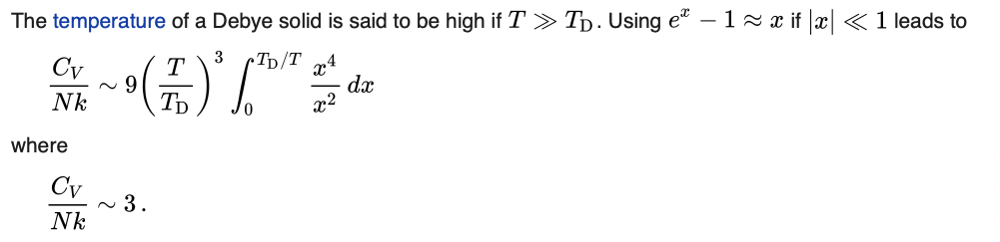 The temperature of a Debye solid is said to be high if T ≫ T_D. Using e^x − 1 ≈ x if |x| ≪ 1 leads to
C_V/Nk ∼ 9(T/T_D)^3 ∫_0^{T_D/T} x^4/x^2 dx
where
C_V/Nk ∼ 3.